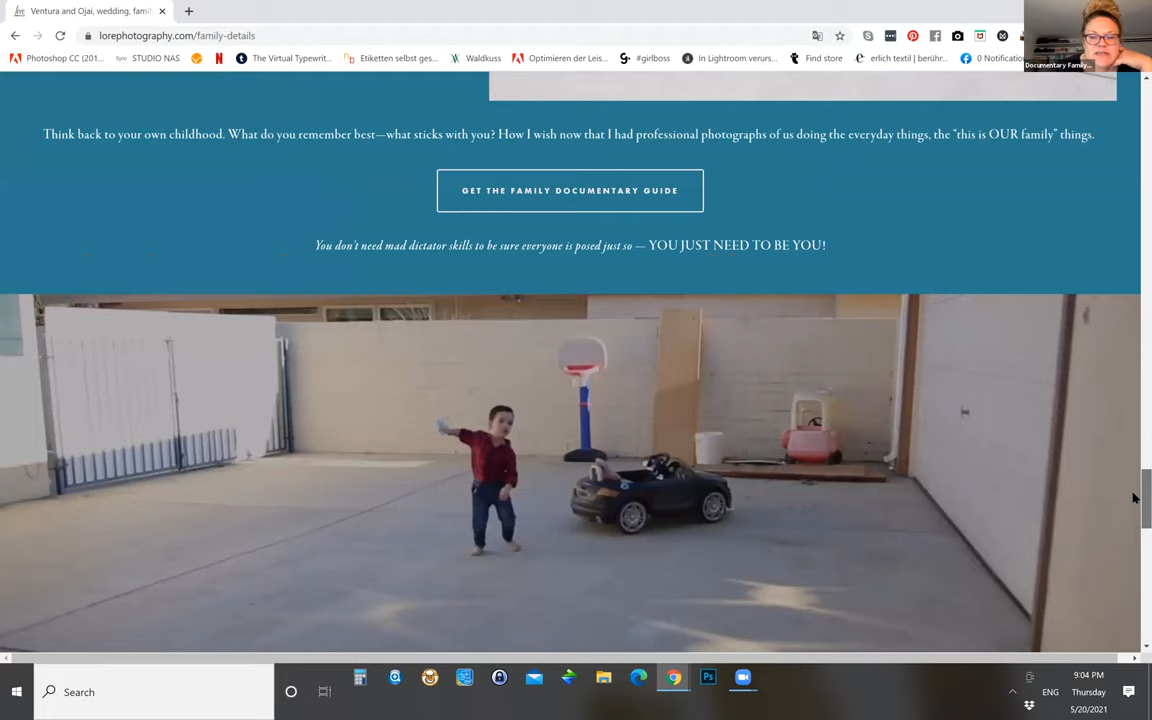 Ventura and Ojai, wedding, famil
lorephotography.com/family-details
Photoshop CC (201...
STUDIO NAS
The Virtual Typewrit...
Etiketten selbst ges...
Waldkuss
Optimieren der Leis...
#girlboss
In Lightroom verurs...
Find store
erlich textil | berühr...
0 Notification
Documentary Family...
Think back to your own childhood. What do you remember best—what sticks with you? How I wish now that I had professional photographs of us doing the everyday things, the "this is OUR family" things.
GET THE FAMILY DOCUMENTARY GUIDE
You don't need mad dictator skills to be sure everyone is posed just so — YOU JUST NEED TO BE YOU!
Search
Ps
ENG
9:04 PM
Thursday
5/20/2021